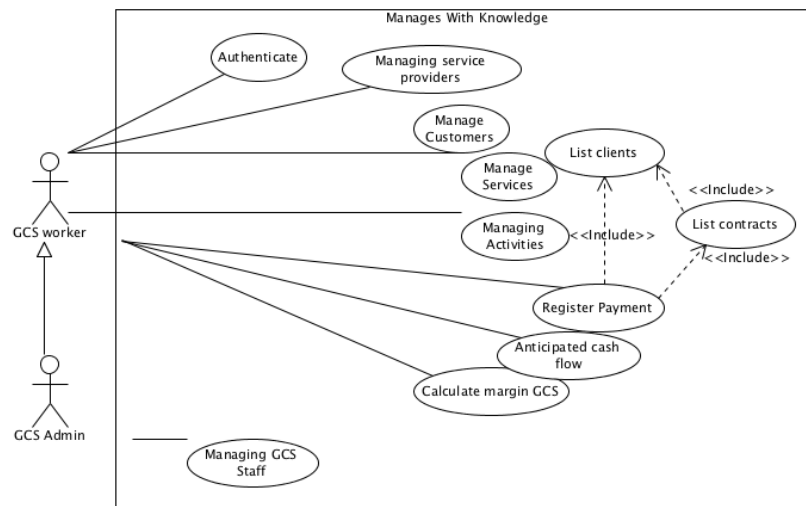 Manages With Knowledge
Authenticate
Managing service
providers
Manage
Customers
List clients
Manage
Services
<<Include>>
GCS worker
Managing
Activities
<<Include>>
List contracts
<<Include>>
Register Payment
Anticipated cash
flow
Calculate margin GCS
GCS Admin
Managing GCS
Staff